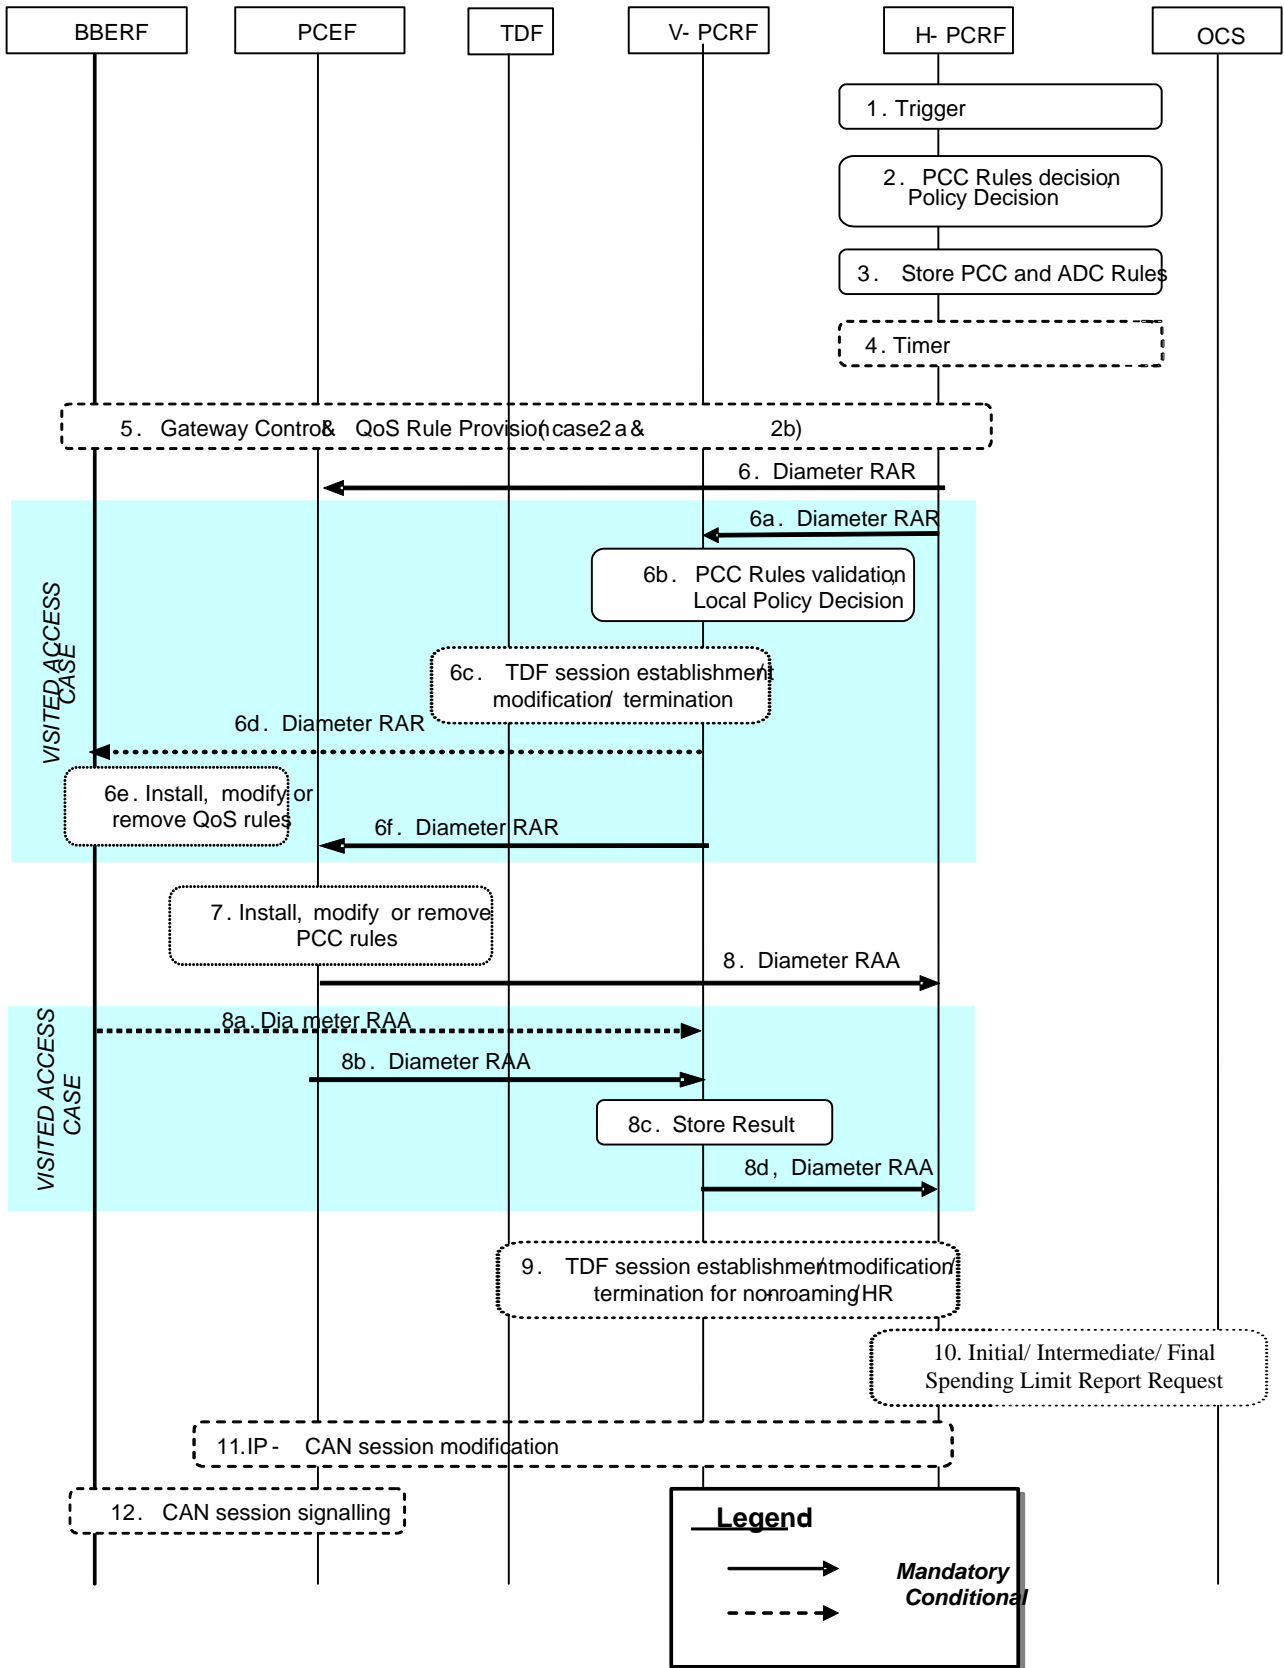 BBERF
PCEF
TDF
V- PCRF
H- PCRF
OCS
1. Trigger
2. PCC Rules decision,
Policy Decision
3. Store PCC and ADC Rules
4. Timer
5. Gateway Control& QoS Rule Provision(case2a& 2b)
6. Diameter RAR
6a. Diameter RAR
6b. PCC Rules validation,
Local Policy Decision
6c. TDF session establishment/
modification/ termination
6d. Diameter RAR
VISITED ACCESS
CASE
6e. Install, modify or
remove QoS rules
6f. Diameter RAR
7. Install, modify or remove
PCC rules
8. Diameter RAA
8a. Dia meter RAA
8b. Diameter RAA
VISITED ACCESS
CASE
8c. Store Result
8d, Diameter RAA
9. TDF session establishment/modification/
termination for non-roaming/HR
10. Initial/ Intermediate/ Final
Spending Limit Report Request
11.IP - CAN session modification
12. CAN session signalling
Legend
Mandatory
Conditional